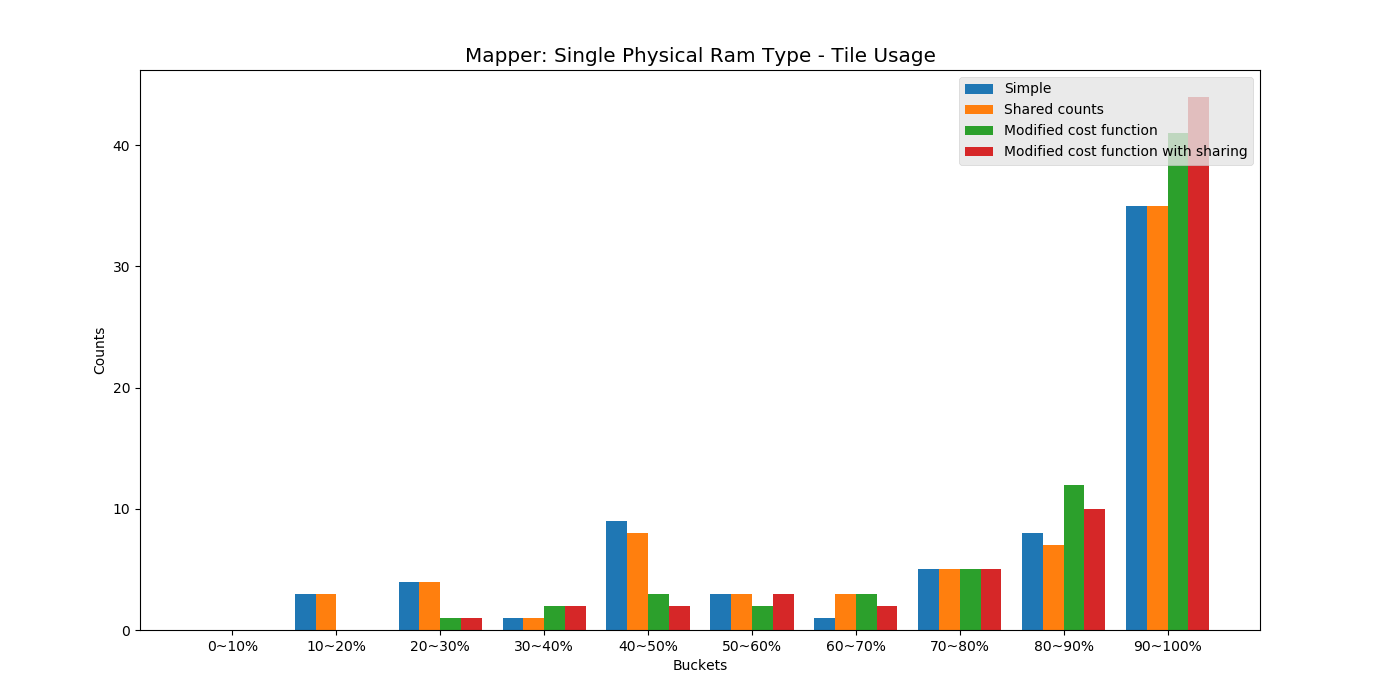 Mapper: Single Physical Ram Type - Tile Usage
Simple
Shared counts
Modified cost function
Modified cost function with sharing
40
30
20
10
0
Counts
0~10% 10~20% 20~30% 30~40% 40~50% 50~60% 60~70% 70~80% 80~90% 90~100%
Buckets